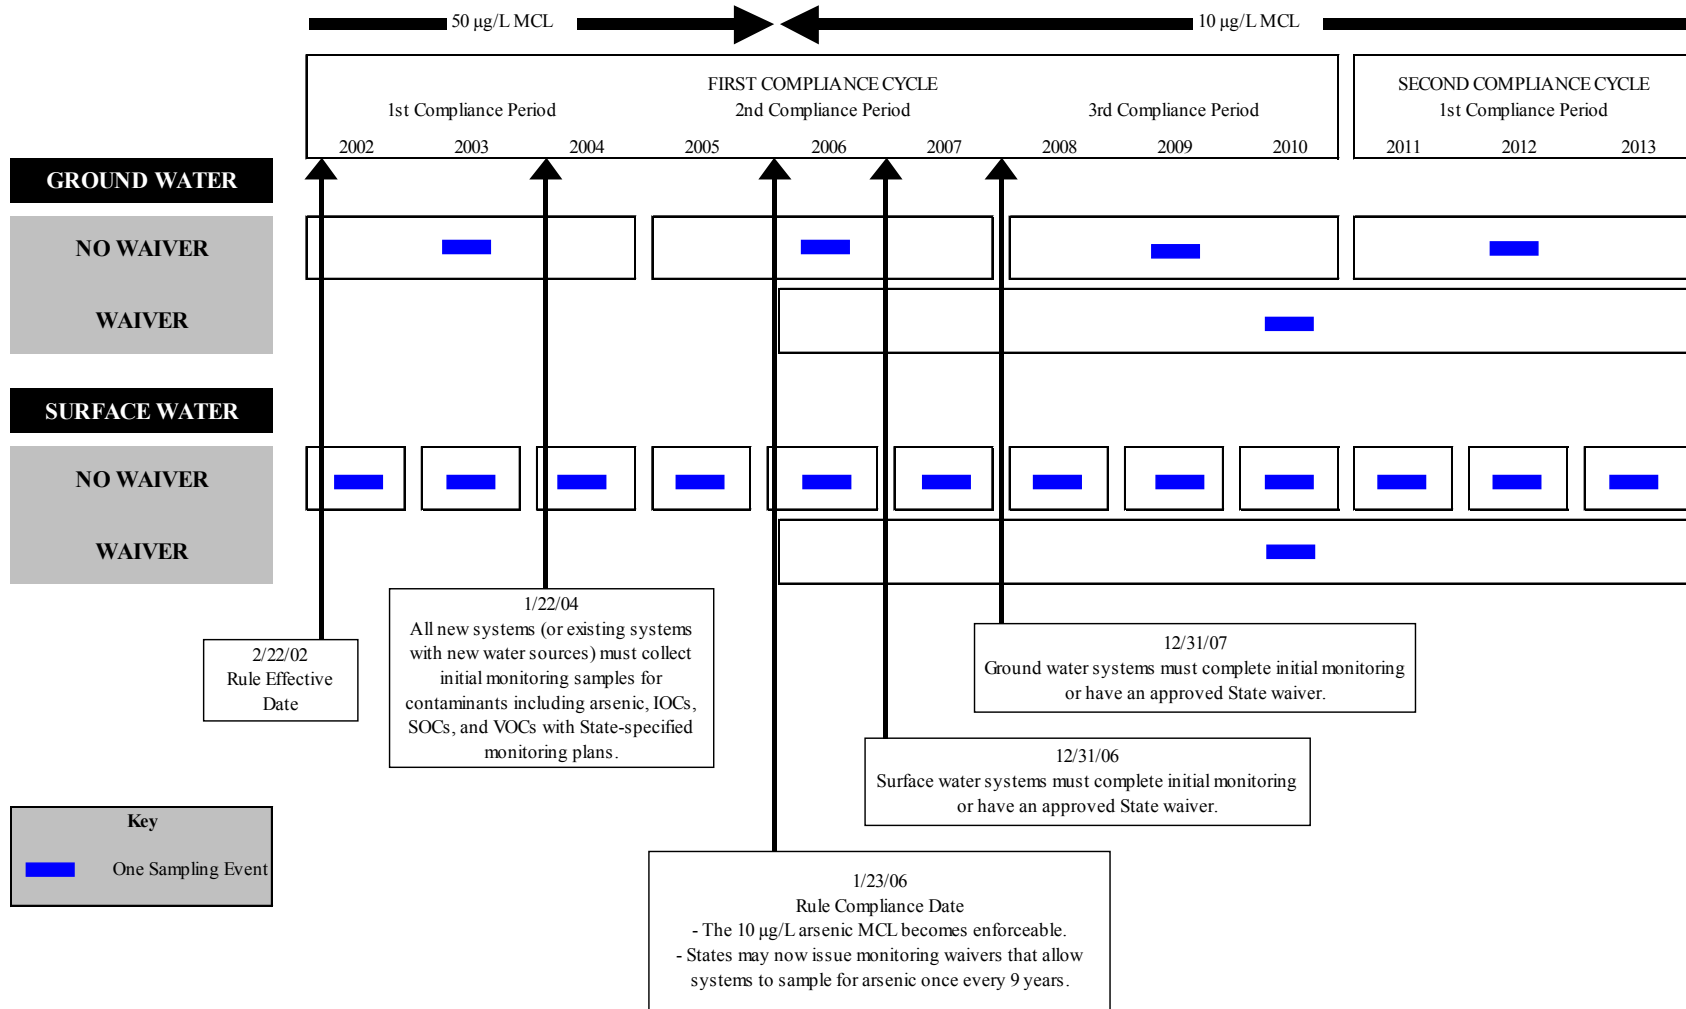 50 µg/L MCL
10 µg/L MCL
FIRST COMPLIANCE CYCLE
SECOND COMPLIANCE CYCLE
1st Compliance Period
2nd Compliance Period
3rd Compliance Period
1st Compliance Period
2002
2003
2004
2005
2006
2007
2008
2009
2010
2011
2012
2013
GROUND WATER
NO WAIVER
WAIVER
SURFACE WATER
NO WAIVER
WAIVER
2/22/02
Rule Effective
Date
1/22/04
All new systems (or existing systems
with new water sources) must collect
initial monitoring samples for
contaminants including arsenic, IOCs,
SOCs, and VOCs with State-specified
monitoring plans.
12/31/07
Ground water systems must complete initial monitoring
or have an approved State waiver.
12/31/06
Surface water systems must complete initial monitoring
or have an approved State waiver.
1/23/06
Rule Compliance Date
- The 10 µg/L arsenic MCL becomes enforceable.
- States may now issue monitoring waivers that allow
systems to sample for arsenic once every 9 years.
Key
One Sampling Event